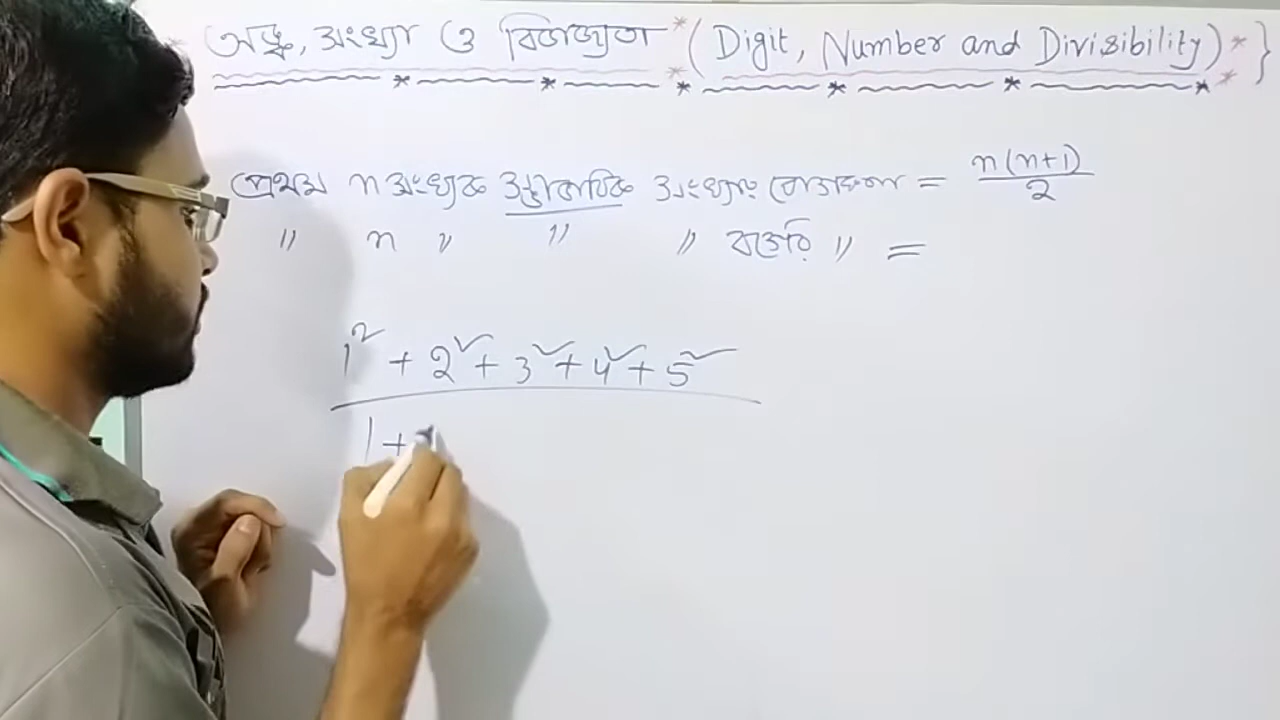 অঙ্ক, সংখ্যা ও বিভাজ্যতা * ( Digit, Number and Divisibility ) * }
প্রথম n সংখ্যক স্বাভাবিক সংখ্যার যোগফল = n(n+1)/2
" n " " " বর্গের " =
1² + 2² + 3² + 4² + 5²
1 +